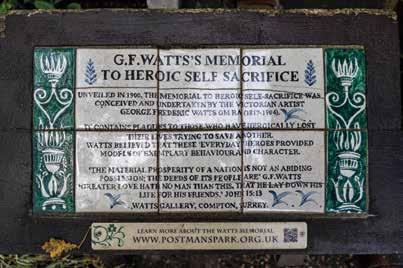 G.F. WATTS'S MEMORIAL
TO HEROIC SELF SACRIFICE
UNVEILED IN 1900, THE MEMORIAL TO HEROIC SELF-SACRIFICE WAS
CONCEIVED AND UNDERTAKEN BY THE VICTORIAN ARTIST
GEORGE FREDERIC WATTS OM RA (1817-1904).
IT CONTAINS PLAQUES TO THOSE WHO HAVE HEROICALLY LOST
THEIR LIVES TRYING TO SAVE ANOTHER.
WATTS BELIEVED THAT THESE 'EVERYDAY' HEROES PROVIDED
MODELS OF EXEMPLARY BEHAVIOUR AND CHARACTER.
'THE MATERIAL PROSPERITY OF A NATION IS NOT AN ABIDING
POSSESSION; THE DEEDS OF ITS PEOPLE ARE' G.F. WATTS
'GREATER LOVE HATH NO MAN THAN THIS, THAT HE LAY DOWN HIS
LIFE FOR HIS FRIENDS.' JOHN 15:13
WATTS GALLERY, COMPTON, SURREY.
LEARN MORE ABOUT THE WATTS MEMORIAL
WWW.POSTMANSPARK.ORG.UK